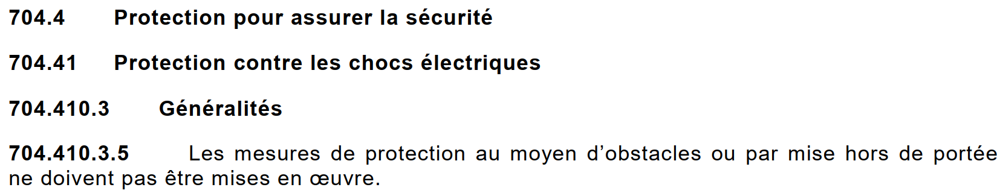 704.4 Protection pour assurer la sécurité
704.41 Protection contre les chocs électriques
704.410.3 Généralités
704.410.3.5 Les mesures de protection au moyen d’obstacles ou par mise hors de portée
ne doivent pas être mises en œuvre.